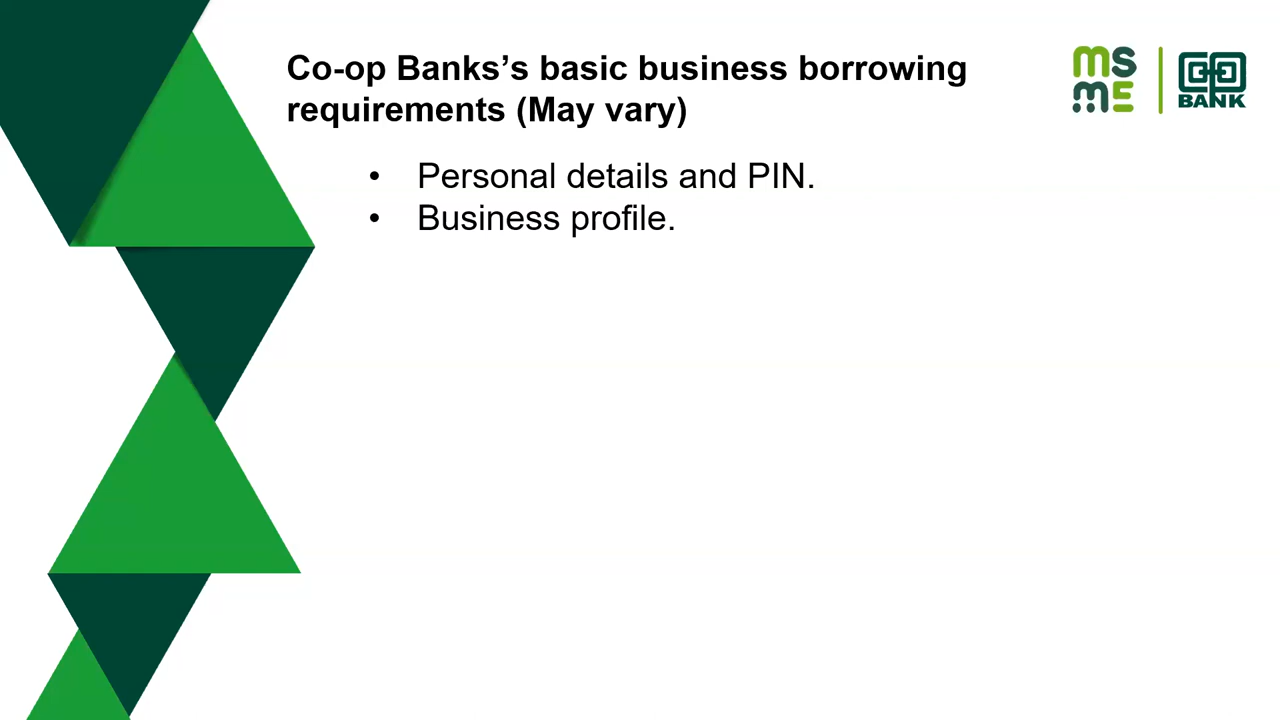 Co-op Banks’s basic business borrowing
requirements (May vary)
• Personal details and PIN.
• Business profile.
msME
CO-OP
BANK